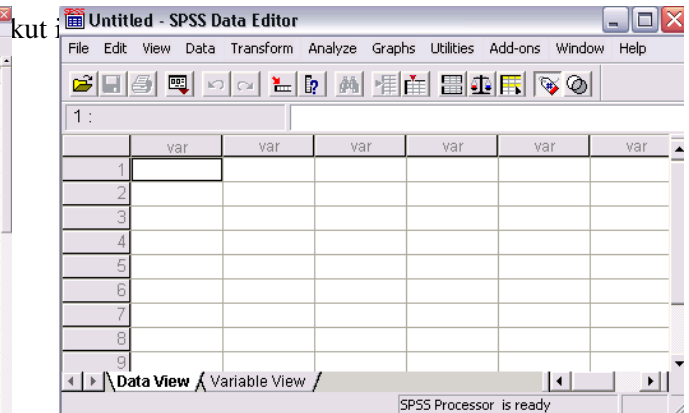 kut i
Untitled - SPSS Data Editor
File Edit View Data Transform Analyze Graphs Utilities Add-ons Window Help
1 :
var var var var var var
1
2
3
4
5
6
7
8
9
Data View Variable View
SPSS Processor is ready